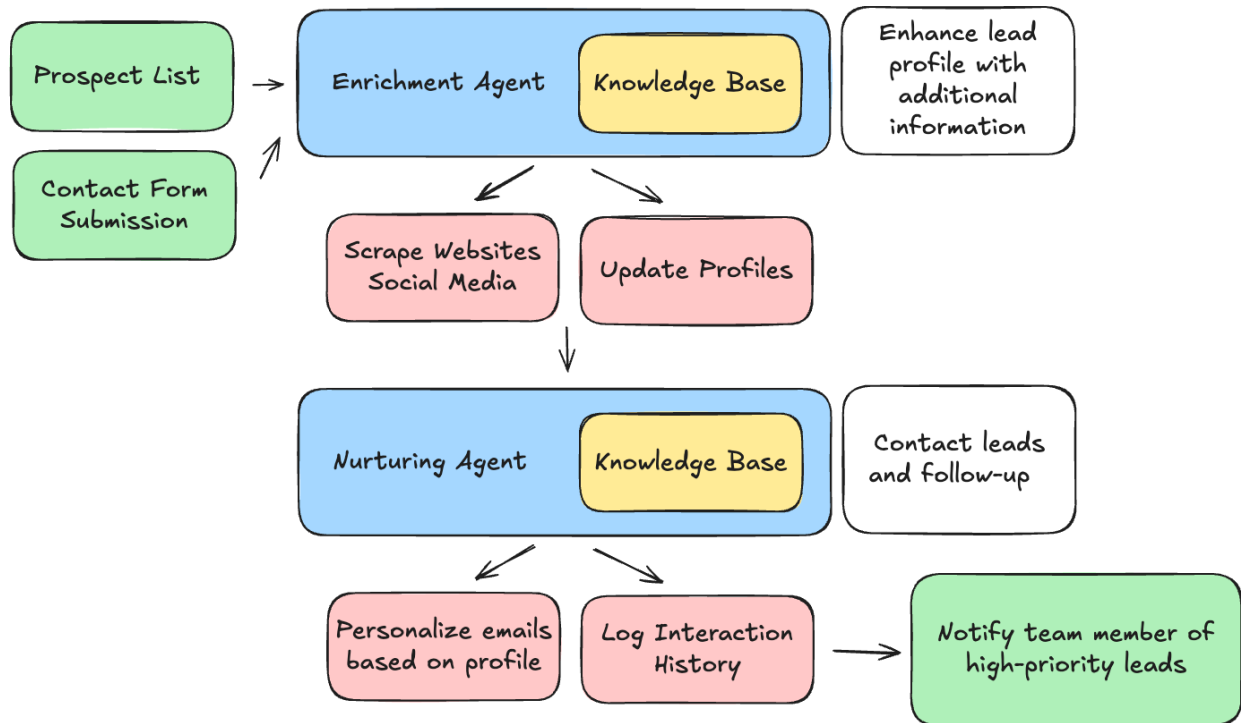 Prospect List
Enrichment Agent
Knowledge Base
Enhance lead
profile with
additional
information
Contact Form
Submission
Scrape Websites
Social Media
Update Profiles
Nurturing Agent
Knowledge Base
Contact leads
and follow-up
Personalize emails
based on profile
Log Interaction
History
Notify team member of
high-priority leads